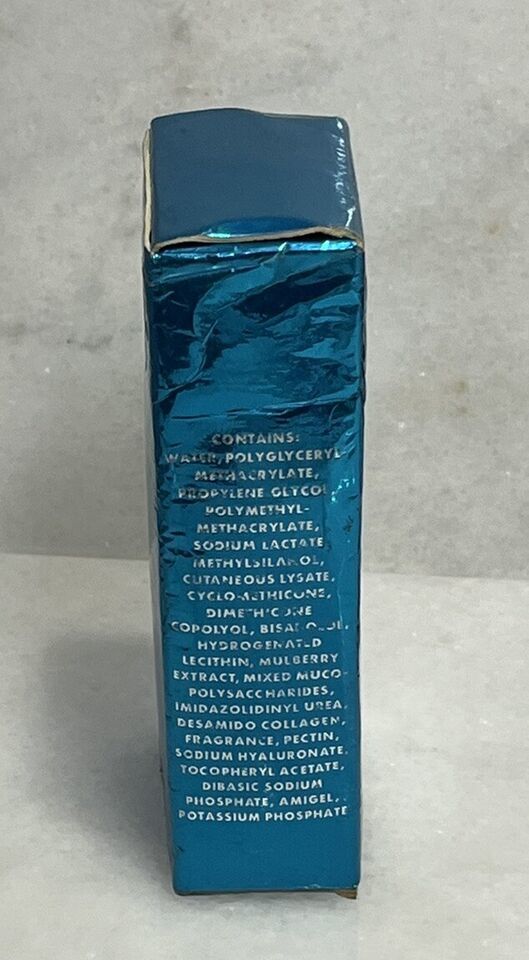 CONTAINS:
WATER, POLYGLYCERYL-
METHACRYLATE,
PROPYLENE GLYCOL
POLYMETHYL-
METHACRYLATE,
SODIUM LACTATE
METHYLSILANOL,
CUTANEOUS LYSATE,
CYCLOMETHICONE,
DIMETHICONE
COPOLYOL, BISABOLOL,
HYDROGENATED
LECITHIN, MULBERRY
EXTRACT, MIXED MUCO-
POLYSACCHARIDES,
IMIDAZOLIDINYL UREA,
DESAMIDO COLLAGEN,
FRAGRANCE, PECTIN,
SODIUM HYALURONATE,
TOCOPHERYL ACETATE,
DIBASIC SODIUM
PHOSPHATE, AMIGEL,
POTASSIUM PHOSPHATE